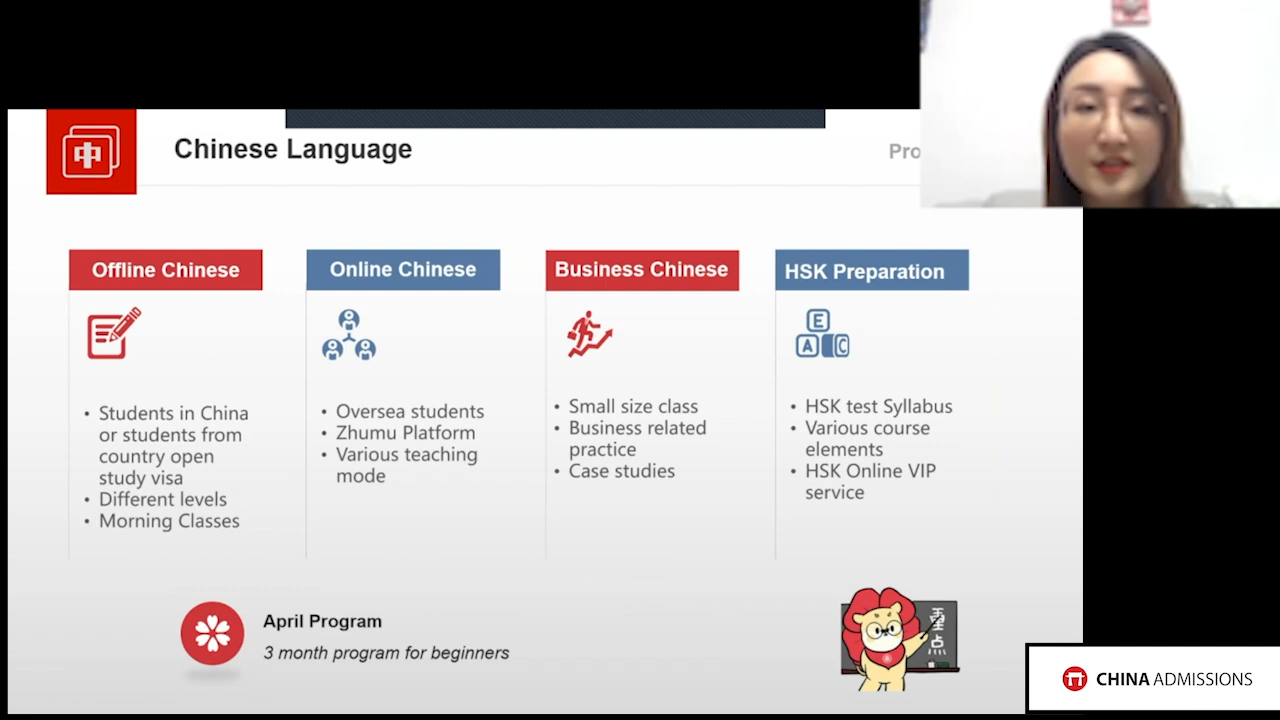 中
Chinese Language
Pro
Offline Chinese
Online Chinese
Business Chinese
HSK Preparation
E
A
C
• Students in China
or students from
country open
study visa
• Different levels
• Morning Classes
• Oversea students
• Zhumu Platform
• Various teaching
mode
• Small size class
• Business related
practice
• Case studies
• HSK test Syllabus
• Various course
elements
• HSK Online VIP
service
April Program
3 month program for beginners
重点
CHINA ADMISSIONS